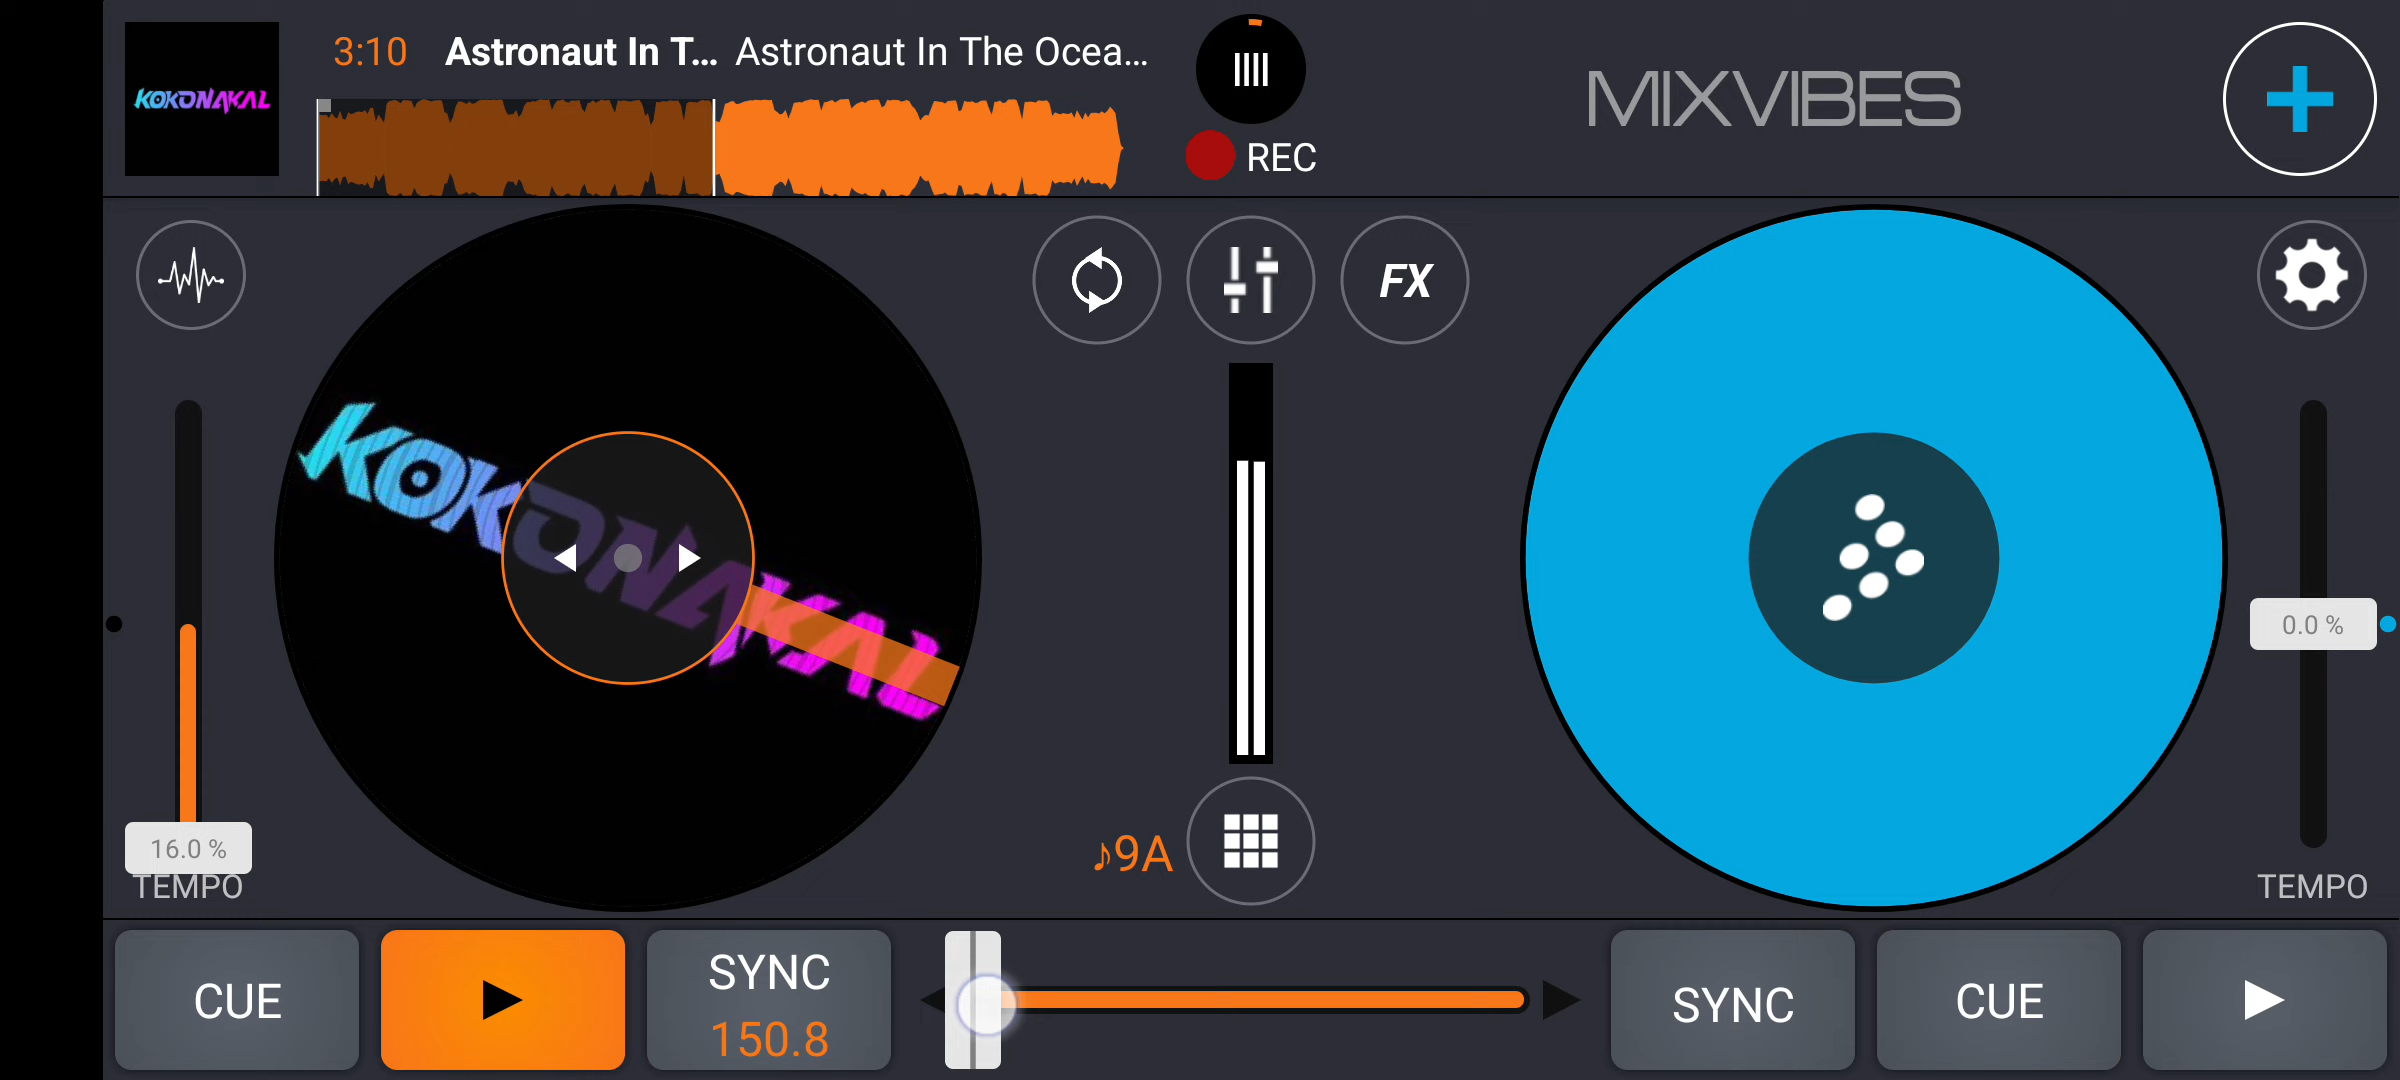 KOKONAKAL
3:10 Astronaut In T... Astronaut In The Ocea...
REC
MIXVIBES
FX
KOKONAKAL
16.0 %
TEMPO
♪9A
0.0 %
TEMPO
CUE
SYNC
150.8
SYNC
CUE